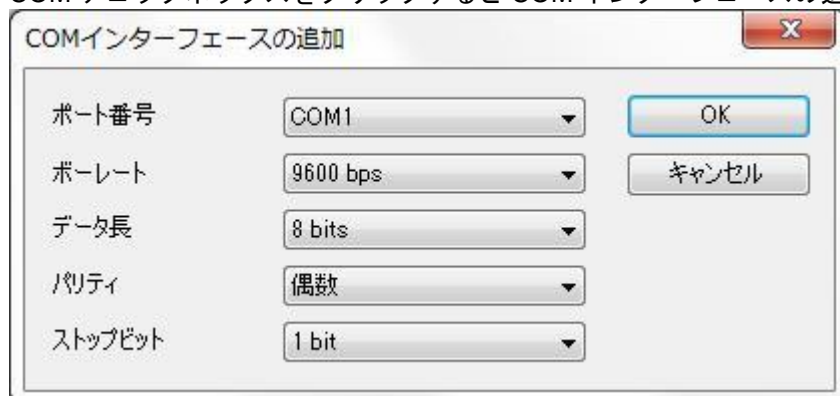 COMインターフェースの追加
ポート番号 COM1 OK
ボーレート 9600 bps キャンセル
データ長 8 bits
パリティ 偶数
ストップビット 1 bit